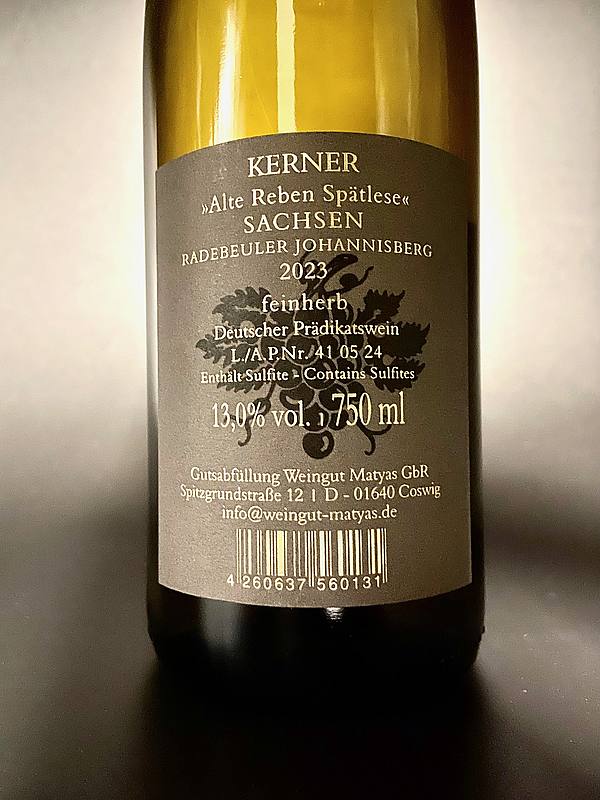 KERNER
»Alte Reben Spätlese«
SACHSEN
RADEBEULER JOHANNISBERG
2023
feinherb
Deutscher Prädikatswein
L./A.P.Nr. 41 05 24
Enthält Sulfite - Contains Sulfites
13,0% vol. | 750 ml
Gutsabfüllung Weingut Matyas GbR
Spitzgrundstraße 12 | D - 01640 Coswig
info@weingut-matyas.de
4 260637 560131